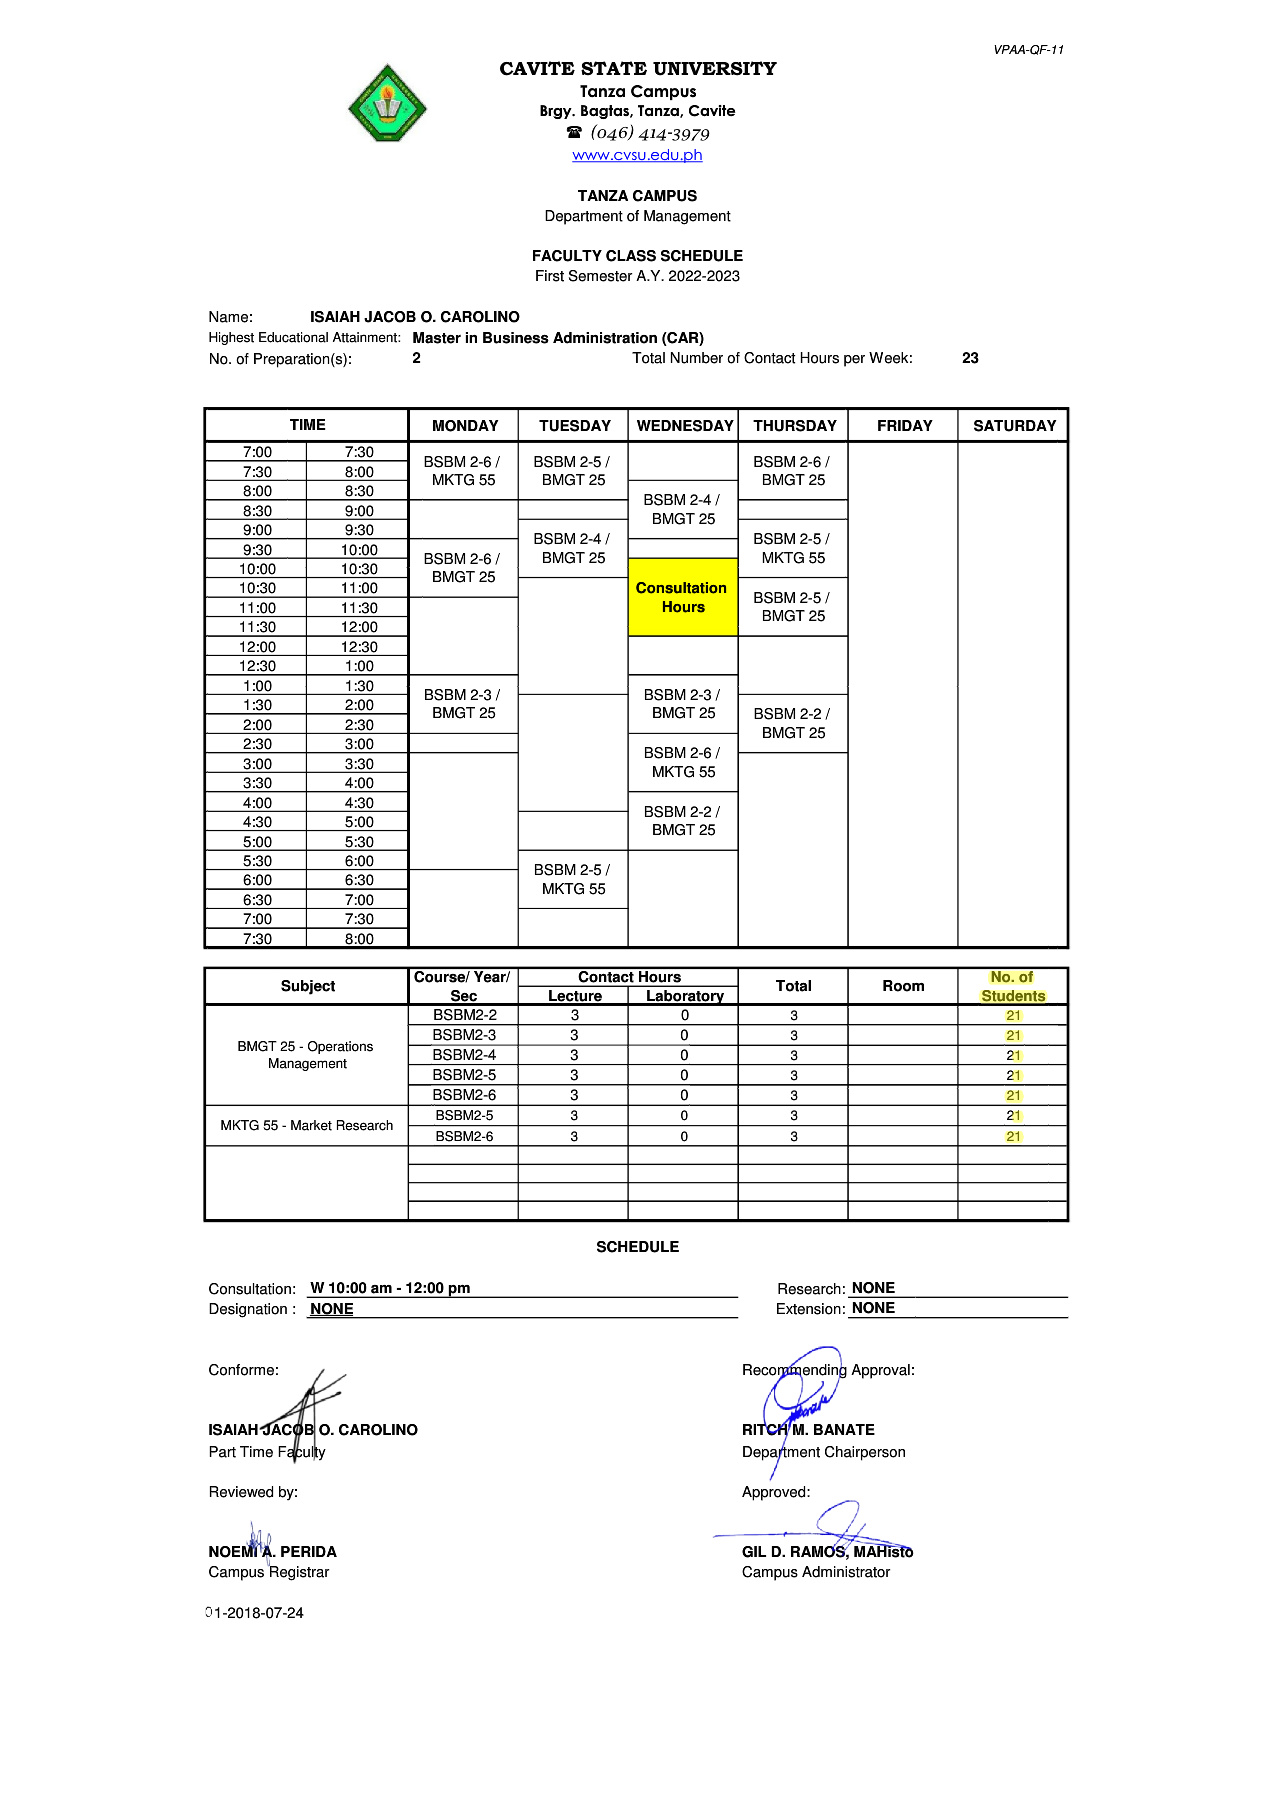 VPAA-QF-11
CAVITE STATE UNIVERSITY
Tanza Campus
Brgy. Bagtas, Tanza, Cavite
☎ (046) 414-3979
www.cvsu.edu.ph
TANZA CAMPUS
Department of Management
FACULTY CLASS SCHEDULE
First Semester A.Y. 2022-2023
Name: ISAIAH JACOB O. CAROLINO
Highest Educational Attainment: Master in Business Administration (CAR)
No. of Preparation(s): 2 Total Number of Contact Hours per Week: 23
TIME MONDAY TUESDAY WEDNESDAY THURSDAY FRIDAY SATURDAY
7:00 7:30
7:30 8:00
8:00 8:30
8:30 9:00
9:00 9:30
9:30 10:00
10:00 10:30
10:30 11:00
11:00 11:30
11:30 12:00
12:00 12:30
12:30 1:00
1:00 1:30
1:30 2:00
2:00 2:30
2:30 3:00
3:00 3:30
3:30 4:00
4:00 4:30
4:30 5:00
5:00 5:30
5:30 6:00
6:00 6:30
6:30 7:00
7:00 7:30
7:30 8:00
BSBM 2-6 /
MKTG 55
BSBM 2-6 /
BMGT 25
BSBM 2-3 /
BMGT 25
BSBM 2-5 /
BMGT 25
BSBM 2-4 /
BMGT 25
BSBM 2-5 /
MKTG 55
BSBM 2-4 /
BMGT 25
Consultation
Hours
BSBM 2-3 /
BMGT 25
BSBM 2-6 /
MKTG 55
BSBM 2-2 /
BMGT 25
BSBM 2-6 /
BMGT 25
BSBM 2-5 /
MKTG 55
BSBM 2-5 /
BMGT 25
BSBM 2-2 /
BMGT 25
Subject
Course/ Year/
Sec
Contact Hours
Lecture Laboratory
Total
Room
No. of
Students
BMGT 25 - Operations
Management
BSBM2-2 3 0 3 21
BSBM2-3 3 0 3 21
BSBM2-4 3 0 3 21
BSBM2-5 3 0 3 21
BSBM2-6 3 0 3 21
MKTG 55 - Market Research
BSBM2-5 3 0 3 21
BSBM2-6 3 0 3 21
SCHEDULE
Consultation: W 10:00 am - 12:00 pm Research: NONE
Designation : NONE Extension: NONE
Conforme: Recommending Approval:
ISAIAH JACOB O. CAROLINO RITCH M. BANATE
Part Time Faculty Department Chairperson
Reviewed by: Approved:
NOEMI A. PERIDA GIL D. RAMOS, MAHisto
Campus Registrar Campus Administrator
01-2018-07-24